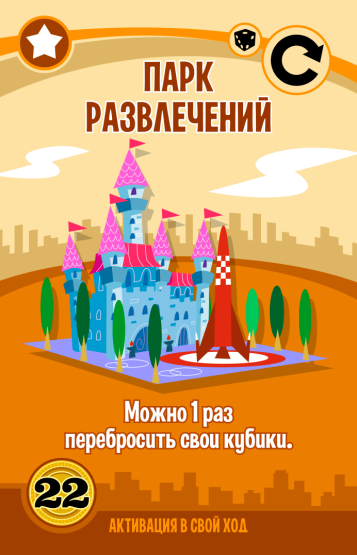 ПАРК
РАЗВЛЕЧЕНИЙ
Можно 1 раз
перебросить свои кубики.
22
АКТИВАЦИЯ В СВОЙ ХОД